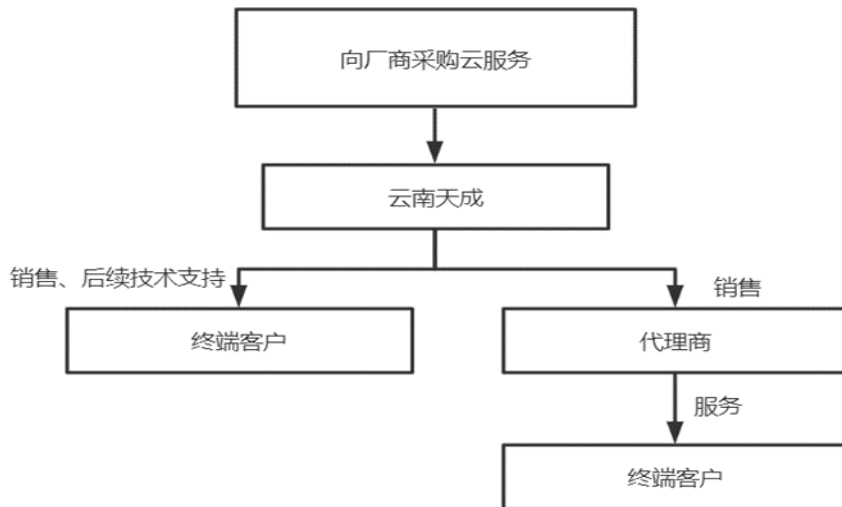 向厂商采购云服务
云南天成
销售、后续技术支持
销售
终端客户
代理商
服务
终端客户